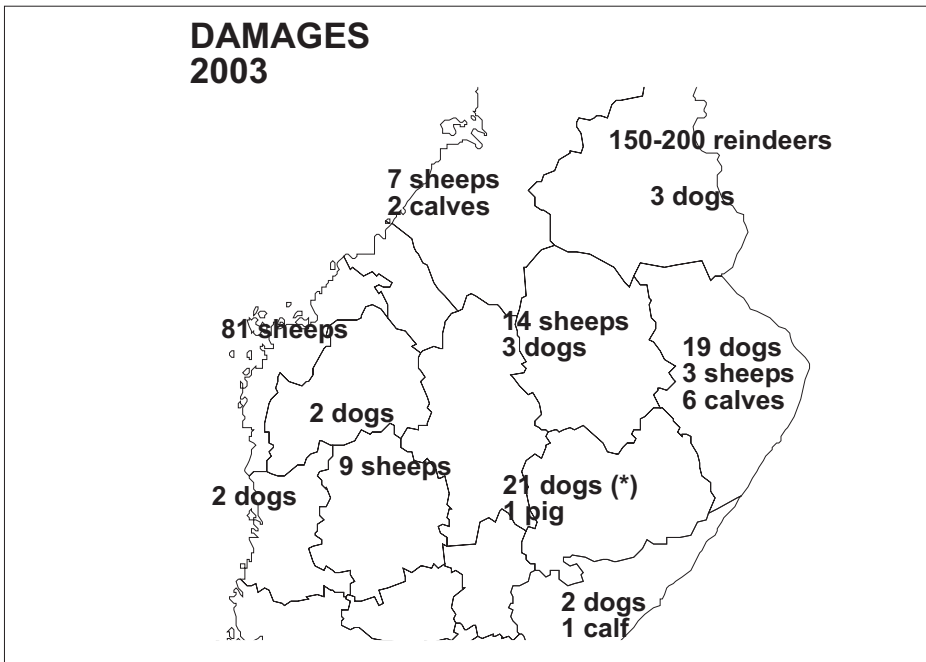 DAMAGES
2003
150-200 reindeers
3 dogs
7 sheeps
2 calves
81 sheeps
14 sheeps
3 dogs
19 dogs
3 sheeps
6 calves
2 dogs
9 sheeps
2 dogs
21 dogs (*)
1 pig
2 dogs
1 calf